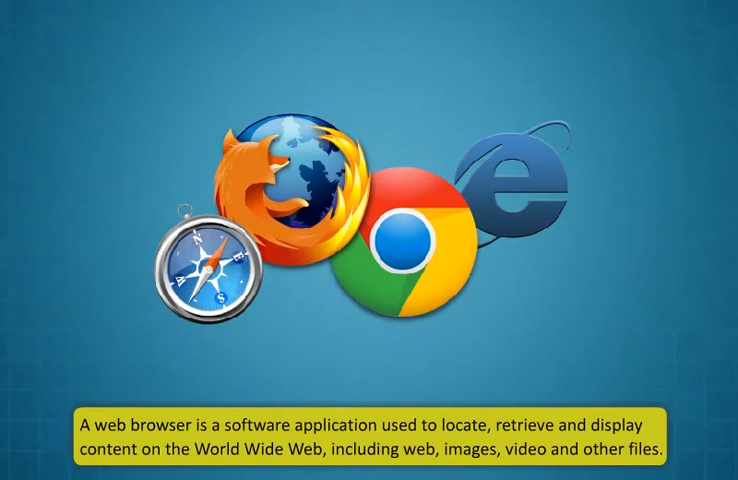 N
E
W
S
e
A web browser is a software application used to locate, retrieve and display
content on the World Wide Web, including web, images, video and other files.